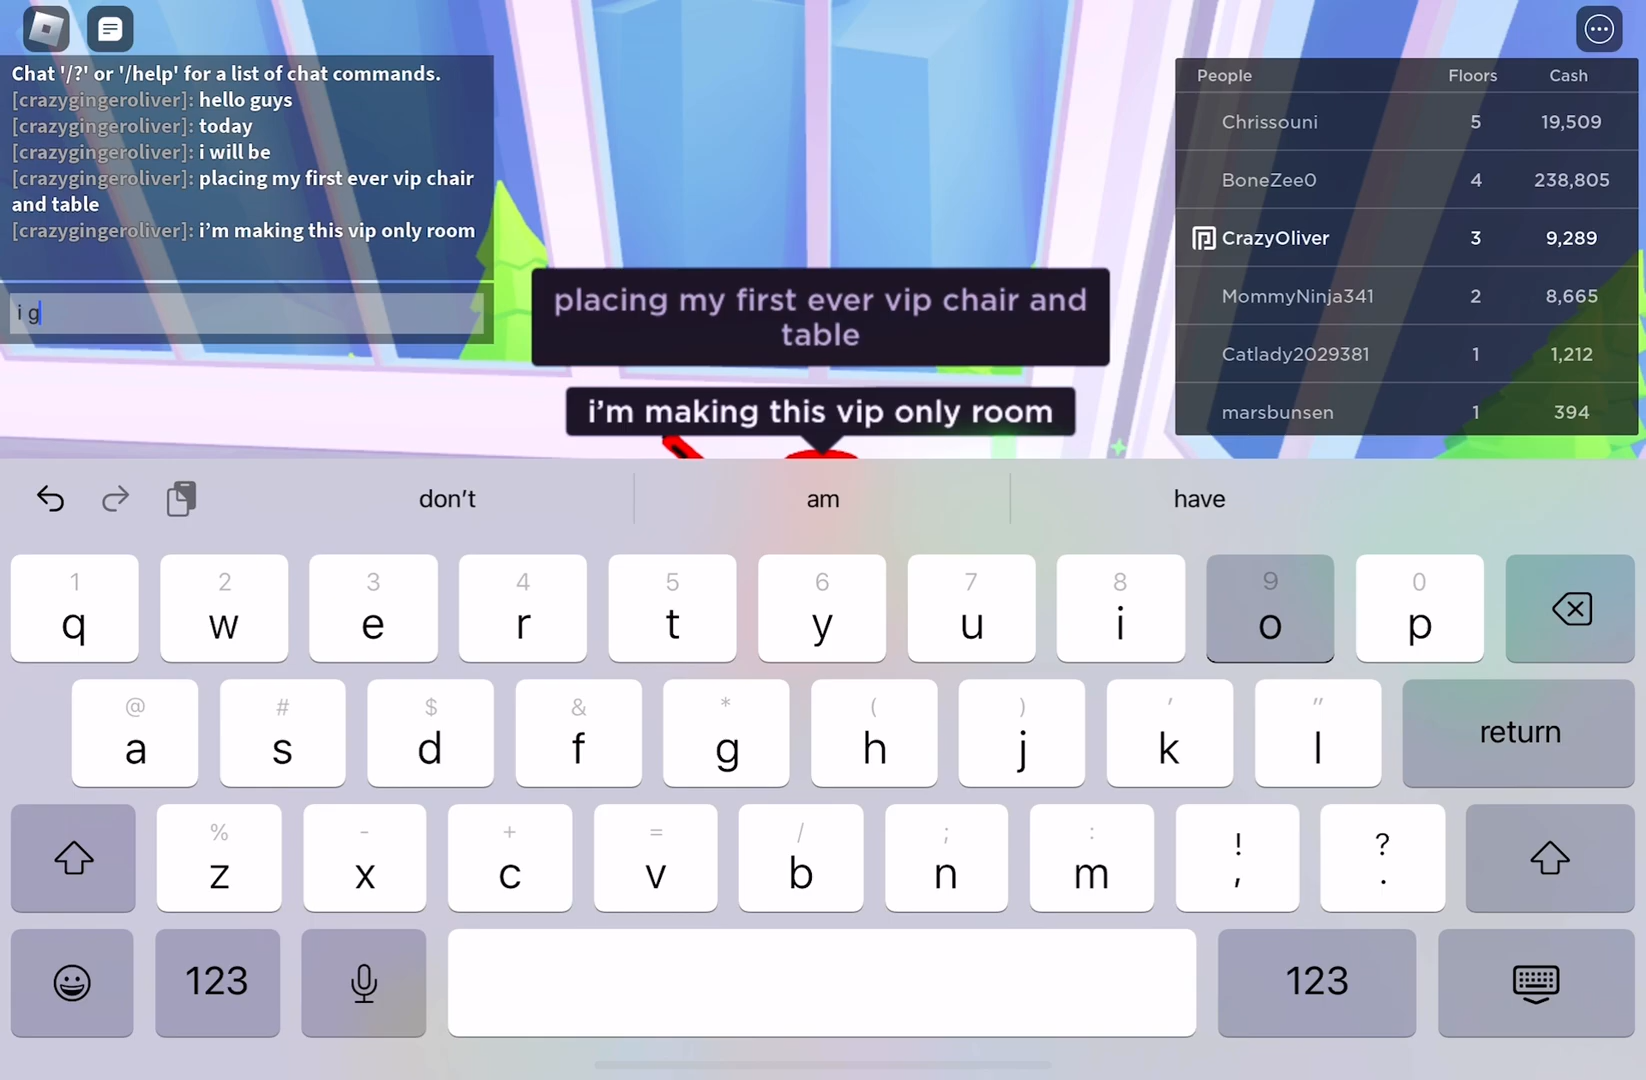 Chat '/?' or '/help' for a list of chat commands.
[crazygingeroliver]: hello guys
[crazygingeroliver]: today
[crazygingeroliver]: i will be
[crazygingeroliver]: placing my first ever vip chair
and table
[crazygingeroliver]: i’m making this vip only room
i g
placing my first ever vip chair and
table
i’m making this vip only room
People Floors Cash
Chrissouni 5 19,509
BoneZee0 4 238,805
CrazyOliver 3 9,289
MommyNinja341 2 8,665
Catlady2029381 1 1,212
marsbunsen 1 394
don't am have
1 2 3 4 5 6 7 8 9 0
q w e r t y u i o p
@ # $ & * ( ) ' "
a s d f g h j k l return
% - + = / ; : ! ?
z x c v b n m , .
123 123